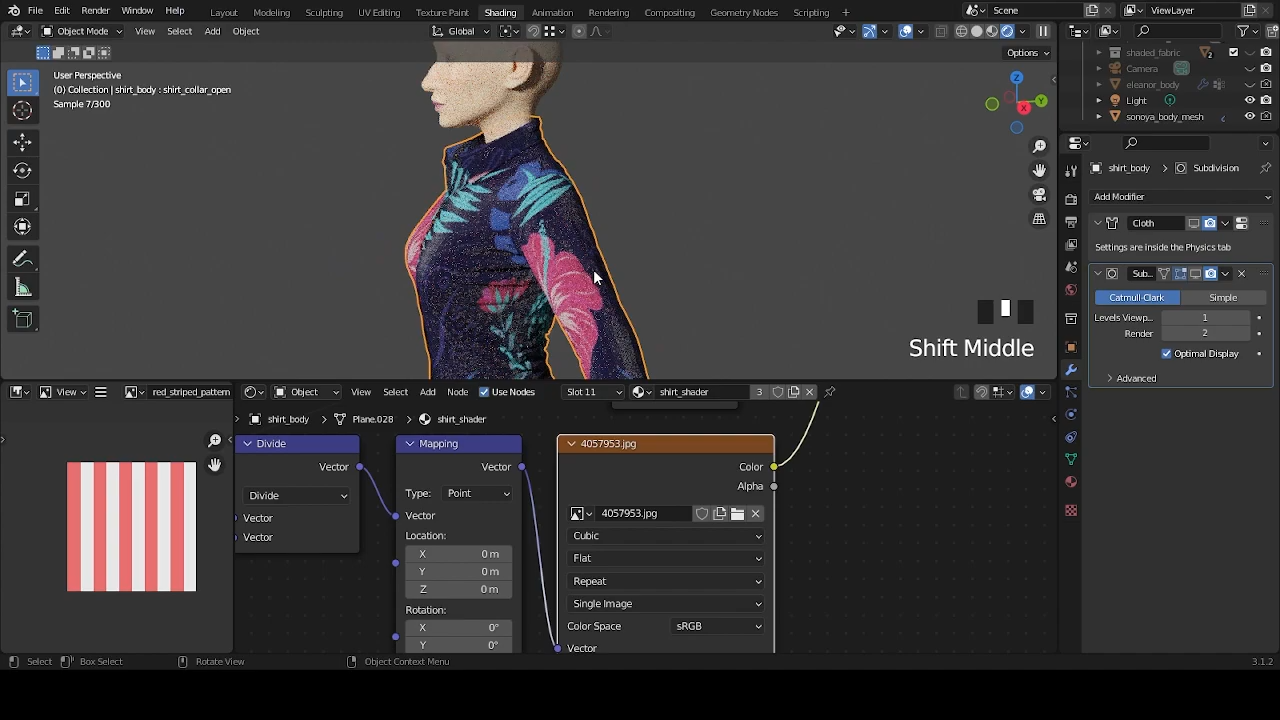 File Edit Render Window Help Layout Modeling Sculpting UV Editing Texture Paint Shading Animation Rendering Compositing Geometry Nodes Scripting + Scene ViewLayer
Object Mode View Select Add Object Global
Options
User Perspective
(0) Collection | shirt_body : shirt_collar_open
Sample 7/300
Z
Y
X
Shift Middle
shaded_fabric 2
Camera
eleanor_body
Light
sonoya_body_mesh
shirt_body Subdivision
Add Modifier
Cloth
Settings are inside the Physics tab
Sub..
Catmull-Clark Simple
Levels Viewp... 1
Render 2
Optimal Display
Advanced
View red_striped_pattern
Object View Select Add Node Use Nodes Slot 11 shirt_shader 3
shirt_body Plane.028 shirt_shader
Divide
Vector
Divide
Vector
Vector
Mapping
Vector
Type: Point
Vector
Location:
X 0 m
Y 0 m
Z 0 m
Rotation:
X 0°
Y 0°
4057953.jpg
Color
Alpha
4057953.jpg
Cubic
Flat
Repeat
Single Image
Color Space sRGB
Vector
Select Box Select Rotate View Object Context Menu 3.1.2